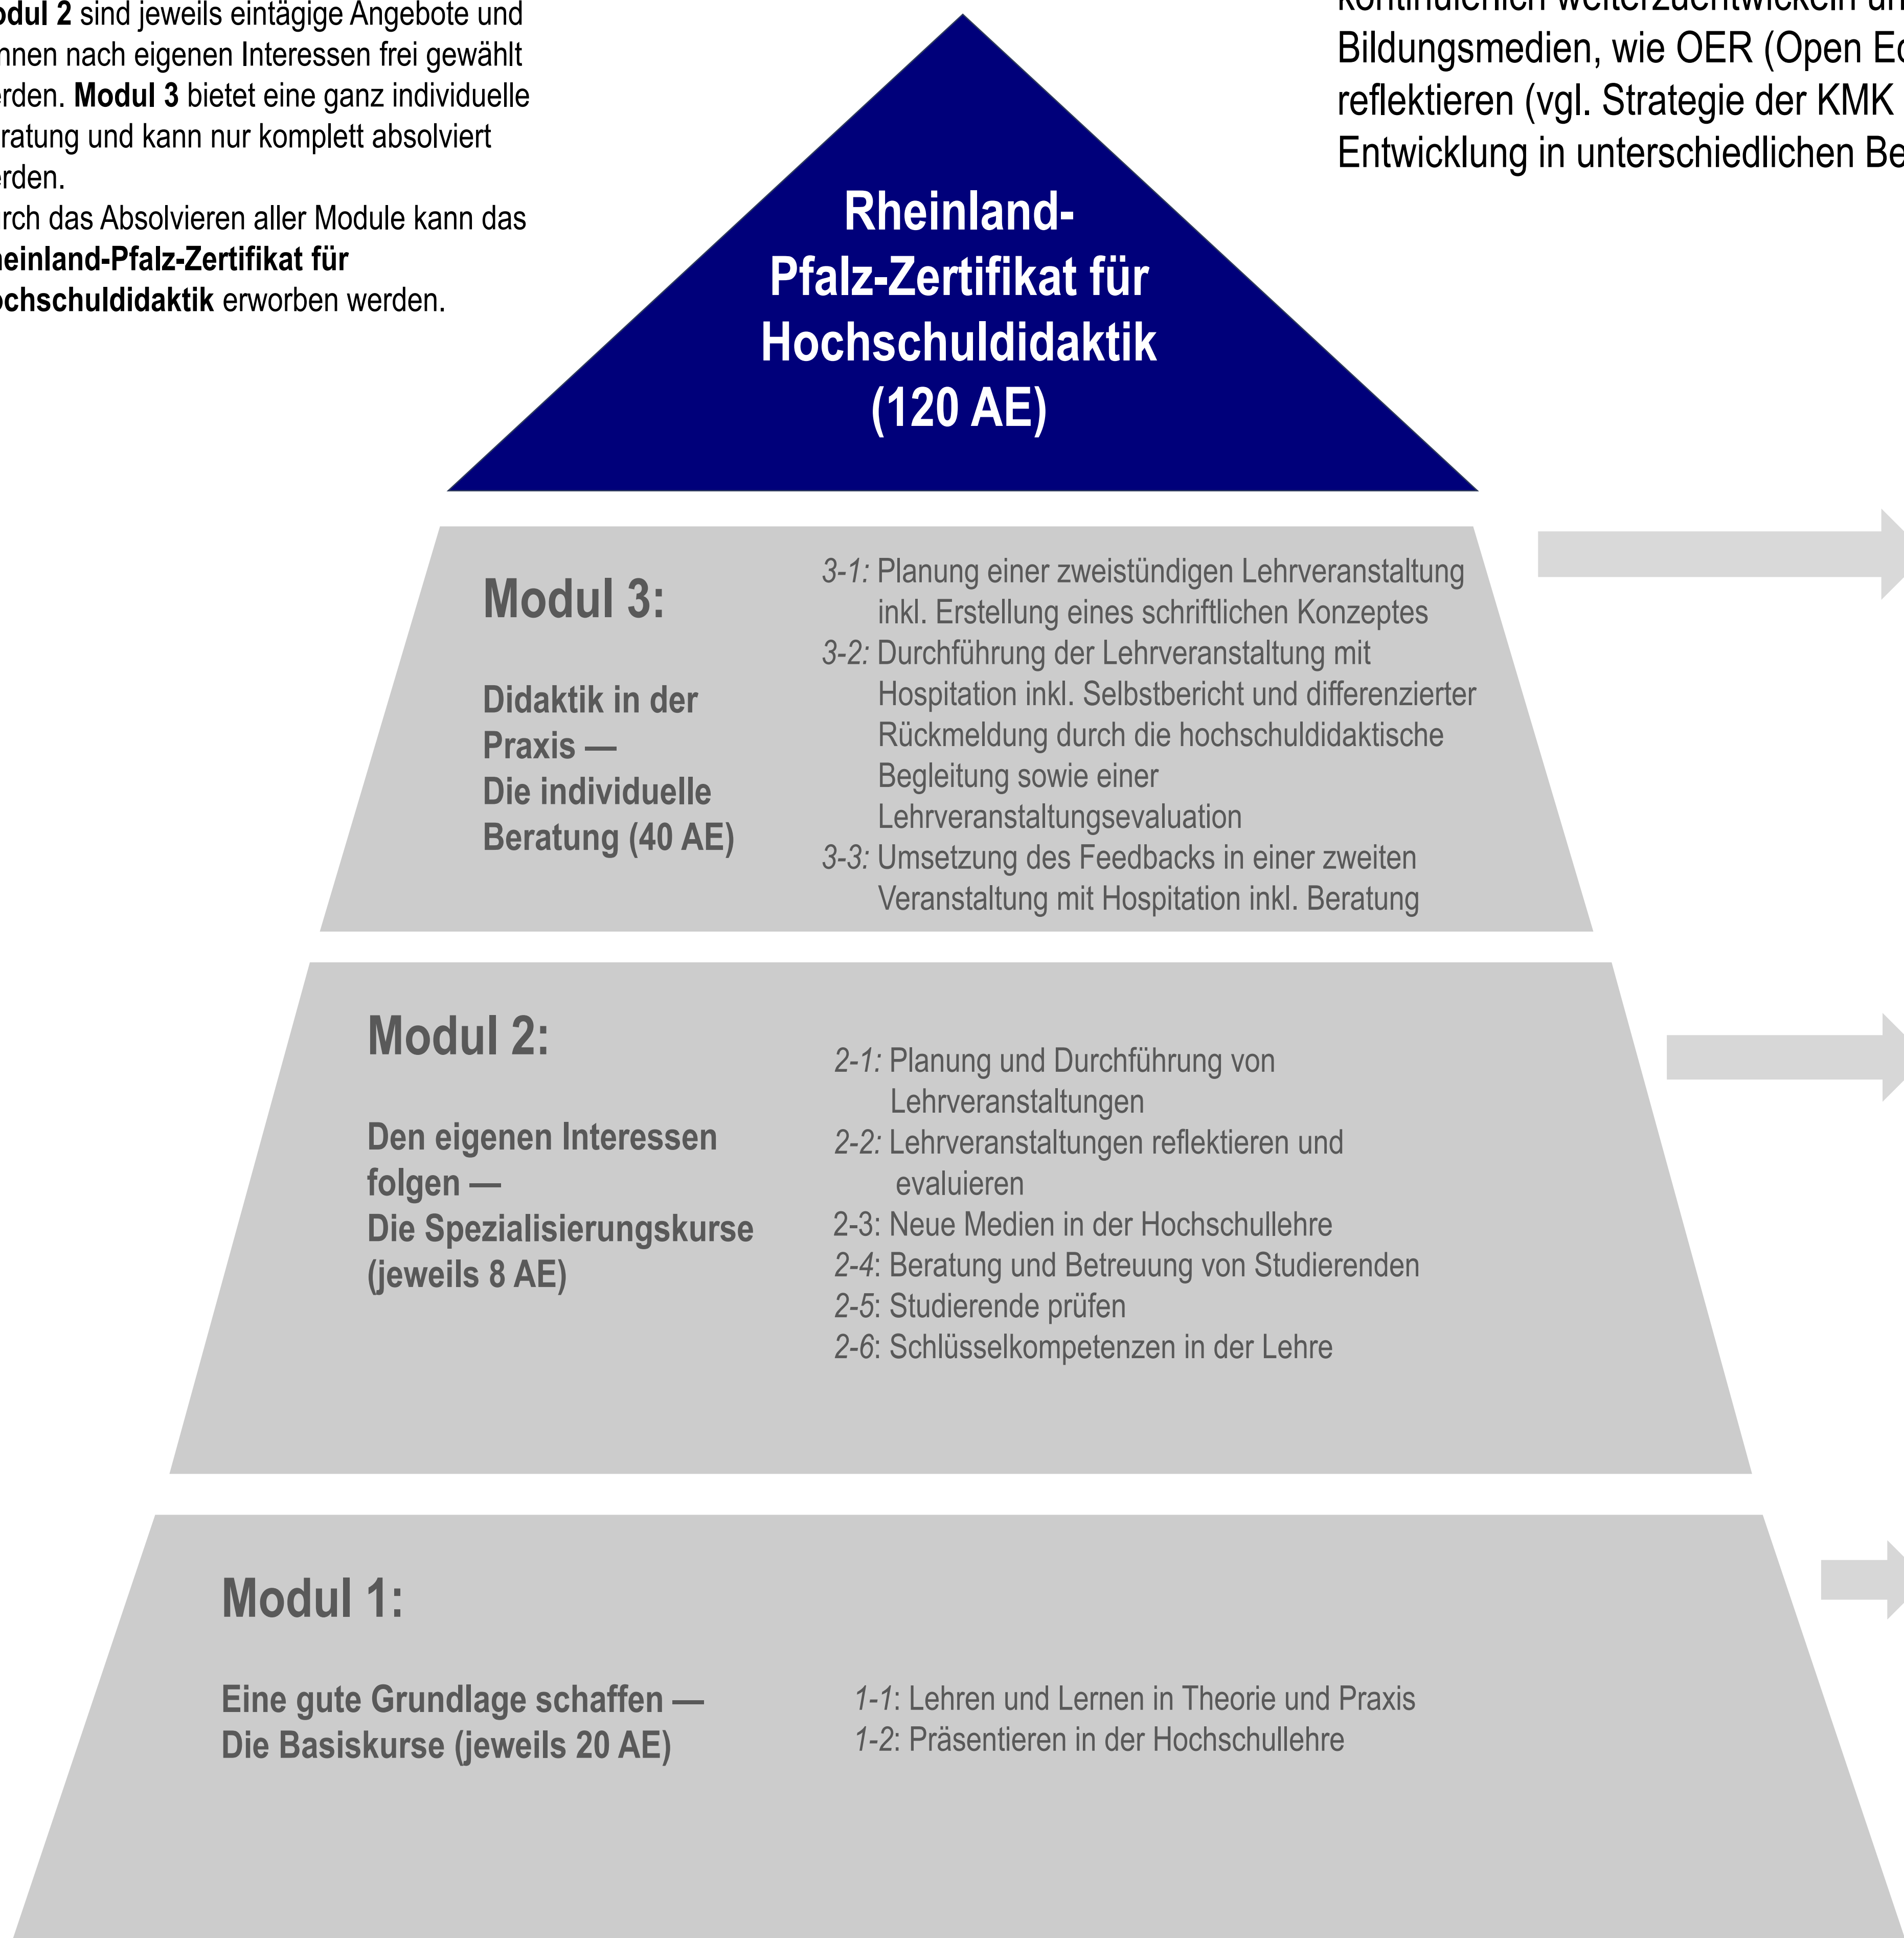 odul 2 sind jeweils eintägige Angebote und
nnen nach eigenen Interessen frei gewählt
erden. Modul 3 bietet eine ganz individuelle
ratung und kann nur komplett absolviert
erden.
rch das Absolvieren aller Module kann das
heinland-Pfalz-Zertifikat für
ochschuldidaktik erworben werden.
kontinuierlich weiterzuentwickeln un
Bildungsmedien, wie OER (Open Ed
reflektieren (vgl. Strategie der KMK
Entwicklung in unterschiedlichen Be
Rheinland-
Pfalz-Zertifikat für
Hochschuldidaktik
(120 AE)
Modul 3:
Didaktik in der
Praxis —
Die individuelle
Beratung (40 AE)
3-1: Planung einer zweistündigen Lehrveranstaltung
inkl. Erstellung eines schriftlichen Konzeptes
3-2: Durchführung der Lehrveranstaltung mit
Hospitation inkl. Selbstbericht und differenzierter
Rückmeldung durch die hochschuldidaktische
Begleitung sowie einer
Lehrveranstaltungsevaluation
3-3: Umsetzung des Feedbacks in einer zweiten
Veranstaltung mit Hospitation inkl. Beratung
Modul 2:
Den eigenen Interessen
folgen —
Die Spezialisierungskurse
(jeweils 8 AE)
2-1: Planung und Durchführung von
Lehrveranstaltungen
2-2: Lehrveranstaltungen reflektieren und
evaluieren
2-3: Neue Medien in der Hochschullehre
2-4: Beratung und Betreuung von Studierenden
2-5: Studierende prüfen
2-6: Schlüsselkompetenzen in der Lehre
Modul 1:
Eine gute Grundlage schaffen —
Die Basiskurse (jeweils 20 AE)
1-1: Lehren und Lernen in Theorie und Praxis
1-2: Präsentieren in der Hochschullehre